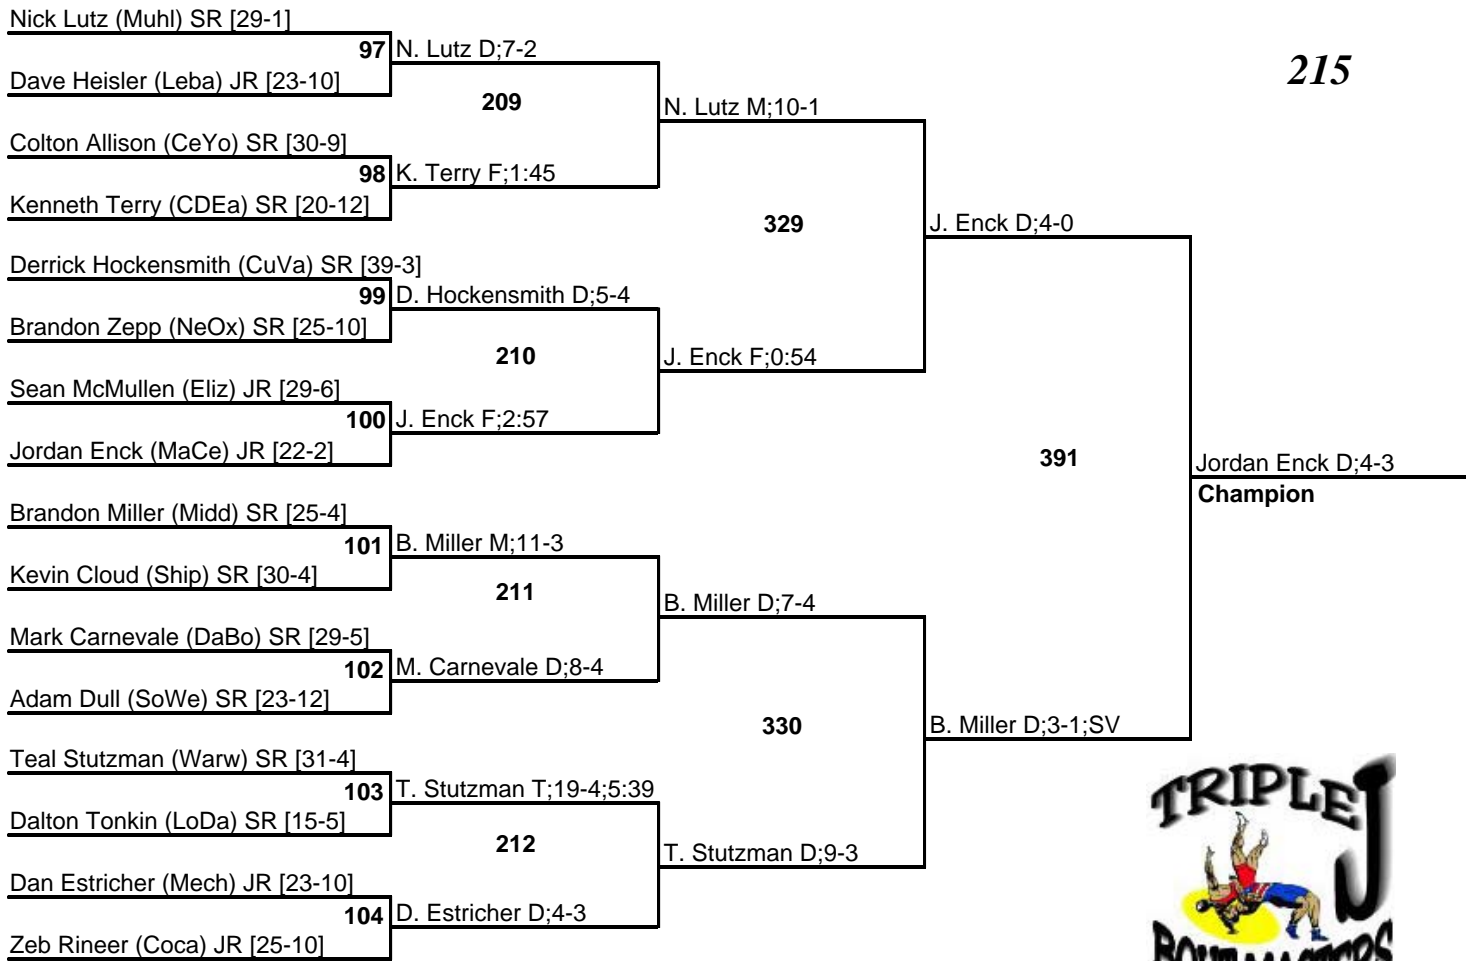 Nick Lutz (Muhl) SR [29-1]
97 N. Lutz D;7-2
215
Dave Heisler (Leba) JR [23-10]
209
N. Lutz M;10-1
Colton Allison (CeYo) SR [30-9]
98 K. Terry F;1:45
Kenneth Terry (CDEa) SR [20-12]
329
J. Enck D;4-0
Derrick Hockensmith (CuVa) SR [39-3]
99 D. Hockensmith D;5-4
Brandon Zepp (NeOx) SR [25-10]
210
J. Enck F;0:54
Sean McMullen (Eliz) JR [29-6]
100 J. Enck F;2:57
Jordan Enck (MaCe) JR [22-2]
391
Jordan Enck D;4-3
Champion
Brandon Miller (Midd) SR [25-4]
101 B. Miller M;11-3
Kevin Cloud (Ship) SR [30-4]
211
B. Miller D;7-4
Mark Carnevale (DaBo) SR [29-5]
102 M. Carnevale D;8-4
Adam Dull (SoWe) SR [23-12]
330
B. Miller D;3-1;SV
Teal Stutzman (Warw) SR [31-4]
103 T. Stutzman T;19-4;5:39
Dalton Tonkin (LoDa) SR [15-5]
212
T. Stutzman D;9-3
Dan Estricher (Mech) JR [23-10]
104 D. Estricher D;4-3
Zeb Rineer (Coca) JR [25-10]
TRIPLE J
BOUT MASTERS